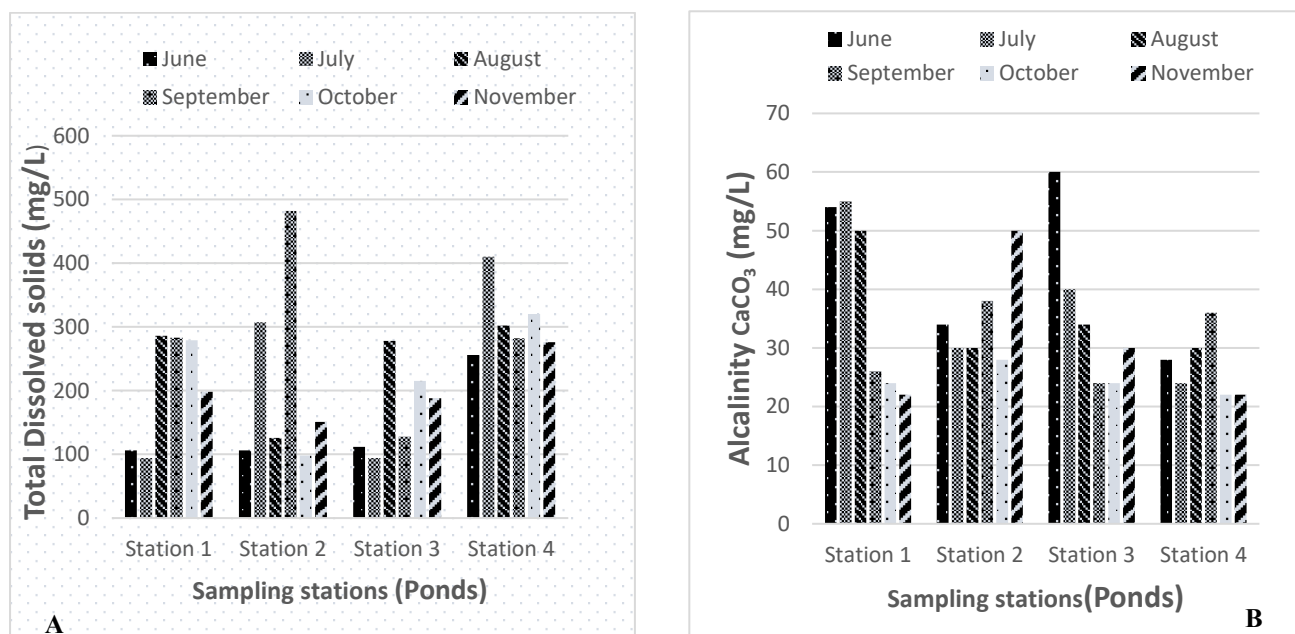 June July August
September October November
600
500
400
300
200
100
0
Total Dissolved solids (mg/L)
Station 1 Station 2 Station 3 Station 4
Sampling stations (Ponds)
A
June July August
September October November
70
60
50
40
30
20
10
0
Alcalinity CaCO₃ (mg/L)
Station 1 Station 2 Station 3 Station 4
Sampling stations(Ponds)
B